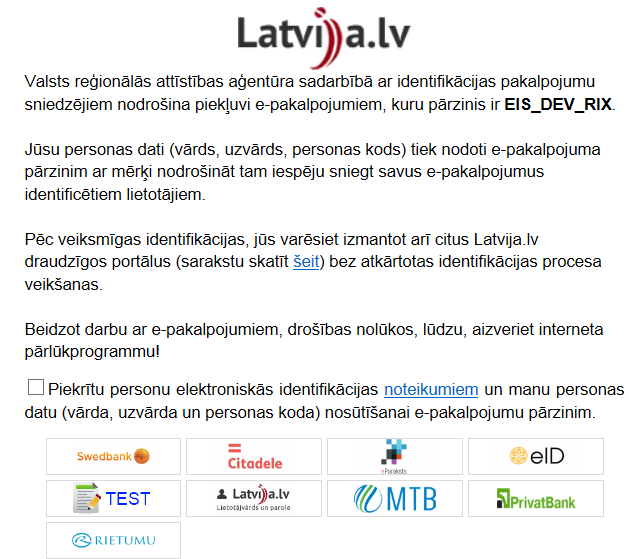 Latvija.lv
Valsts reģionālās attīstības aģentūra sadarbībā ar identifikācijas pakalpojumu
sniedzējiem nodrošina piekļuvi e-pakalpojumiem, kuru pārzinis ir EIS_DEV_RIX.
Jūsu personas dati (vārds, uzvārds, personas kods) tiek nodoti e-pakalpojuma
pārzinim ar mērķi nodrošināt tam iespēju sniegt savus e-pakalpojumus
identificētiem lietotājiem.
Pēc veiksmīgas identifikācijas, jūs varēsiet izmantot arī citus Latvija.lv
draudzīgos portālus (sarakstu skatīt šeit) bez atkārtotas identifikācijas procesa
veikšanas.
Beidzot darbu ar e-pakalpojumiem, drošības nolūkos, lūdzu, aizveriet interneta
pārlūkprogrammu!
Piekrītu personu elektroniskās identifikācijas noteikumiem un manu personas
datu (vārda, uzvārda un personas koda) nosūtīšanai e-pakalpojumu pārzinim.
Swedbank
Citadele
eParaksts
eID
TEST
Latvija.lv
Lietotājvārds un parole
MTB
PrivatBank
RIETUMU